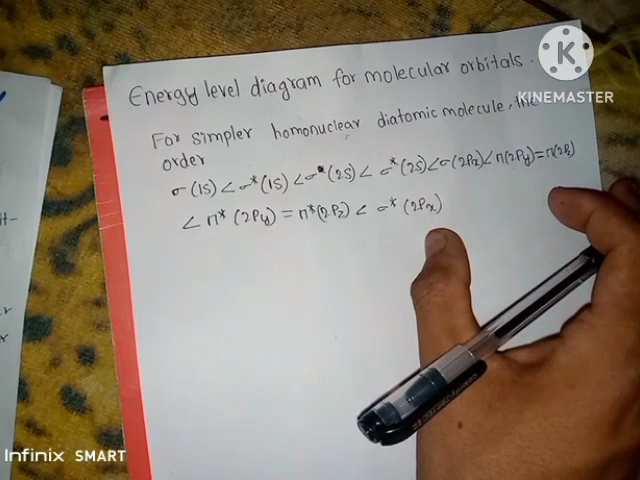 K
KINEMASTER
Energy level diagram for molecular orbitals.
For simpler homonuclear diatomic molecule, the
order
σ(1S) < σ*(1S) < σ*(2S) < σ*(2S) < σ(2Px) < π(2Py) = π(2Pz)
< π*(2Py) = π*(2Pz) < σ*(2Px)
Infinix SMART